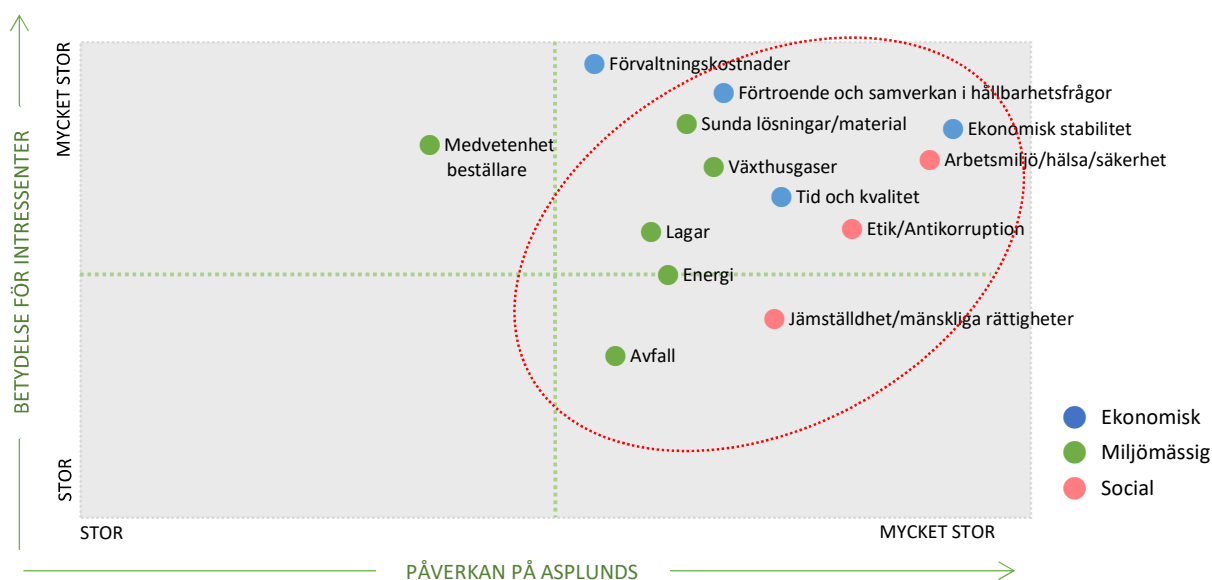 BETYDELSE FÖR INTRESSENTER
MYCKET STOR
STOR
Förvaltningskostnader
Förtroende och samverkan i hållbarhetsfrågor
Sunda lösningar/material
Ekonomisk stabilitet
Medvetenhet
beställare
Arbetsmiljö/hälsa/säkerhet
Växthusgaser
Tid och kvalitet
Lagar
Etik/Antikorruption
Energi
Jämställdhet/mänskliga rättigheter
Avfall
Ekonomisk
Miljömässig
Social
STOR
MYCKET STOR
PÅVERKAN PÅ ASPLUNDS